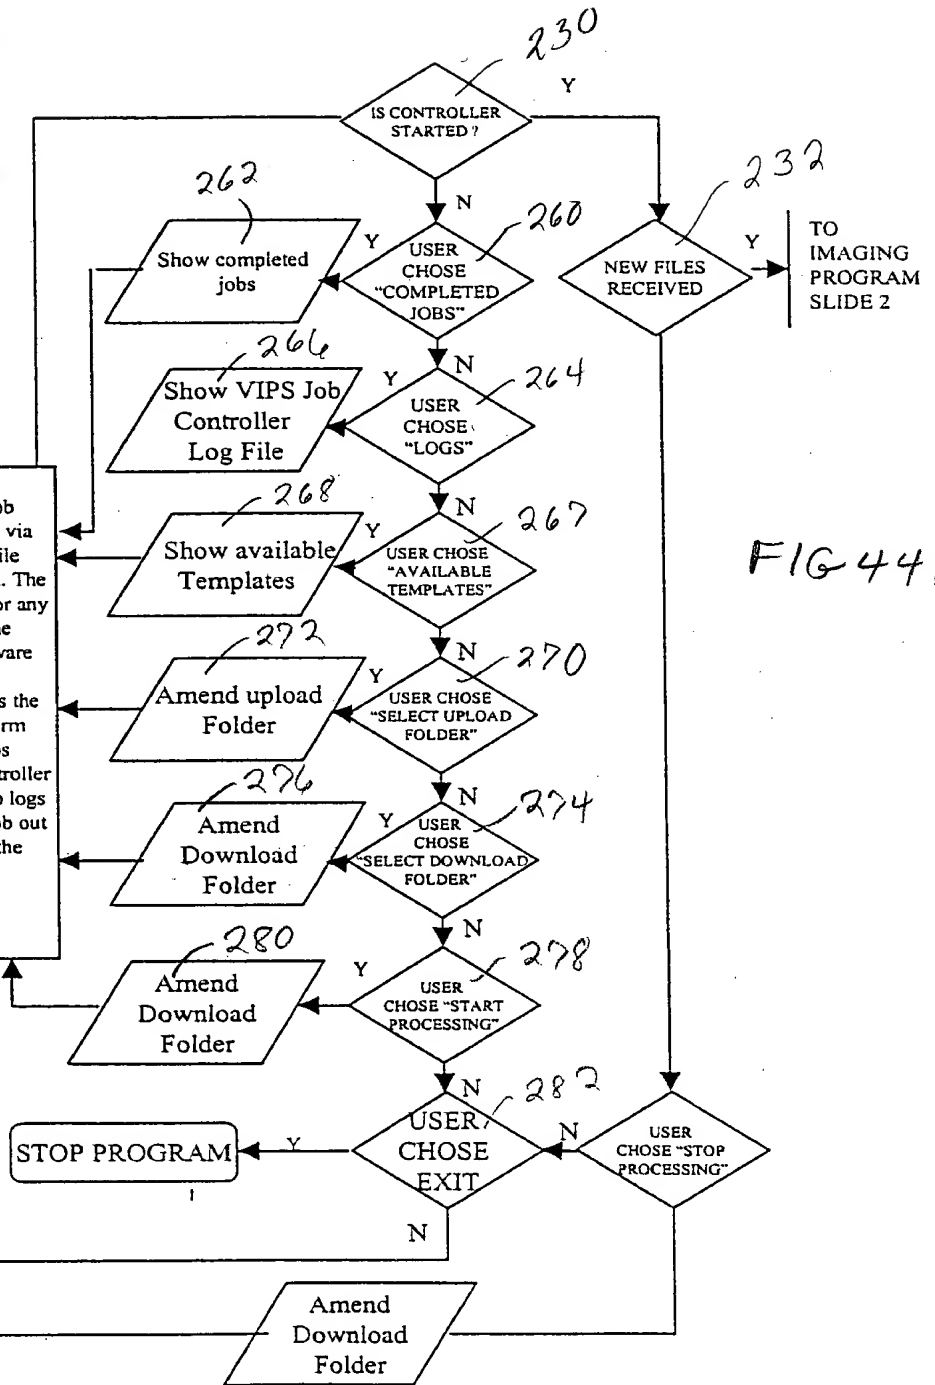 230
IS CONTROLLER
STARTED ?
Y
N
262
Show completed
jobs
Y
260
USER
CHOSE
"COMPLETED
JOBS"
232
NEW FILES
RECEIVED
Y
TO
IMAGING
PROGRAM
SLIDE 2
N
266
Show VIPS Job
Controller
Log File
Y
264
USER
CHOSE
"LOGS"
N
268
Show available
Templates
Y
267
USER CHOSE
"AVAILABLE
TEMPLATES"
FIG 44.
N
via
The
or any
s the
troller
logs
out
the
272
Amend upload
Folder
Y
270
USER CHOSE
"SELECT UPLOAD
FOLDER"
N
276
Amend
Download
Folder
Y
274
USER
CHOSE
"SELECT DOWNLOAD
FOLDER"
N
280
Amend
Download
Folder
Y
278
USER
CHOSE "START
PROCESSING"
N
282
STOP PROGRAM
Y
USER
CHOSE
EXIT
N
USER
CHOSE "STOP
PROCESSING"
N
Amend
Download
Folder